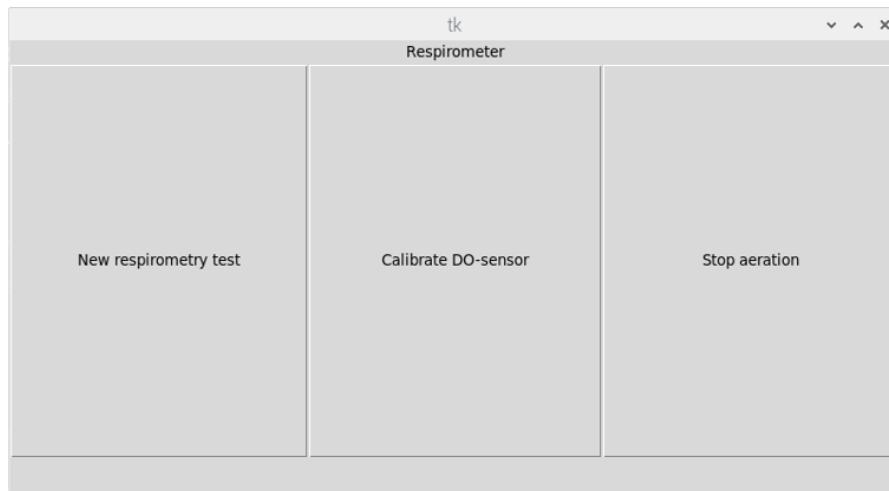 tk
Respirometer
New respirometry test
Calibrate DO-sensor
Stop aeration